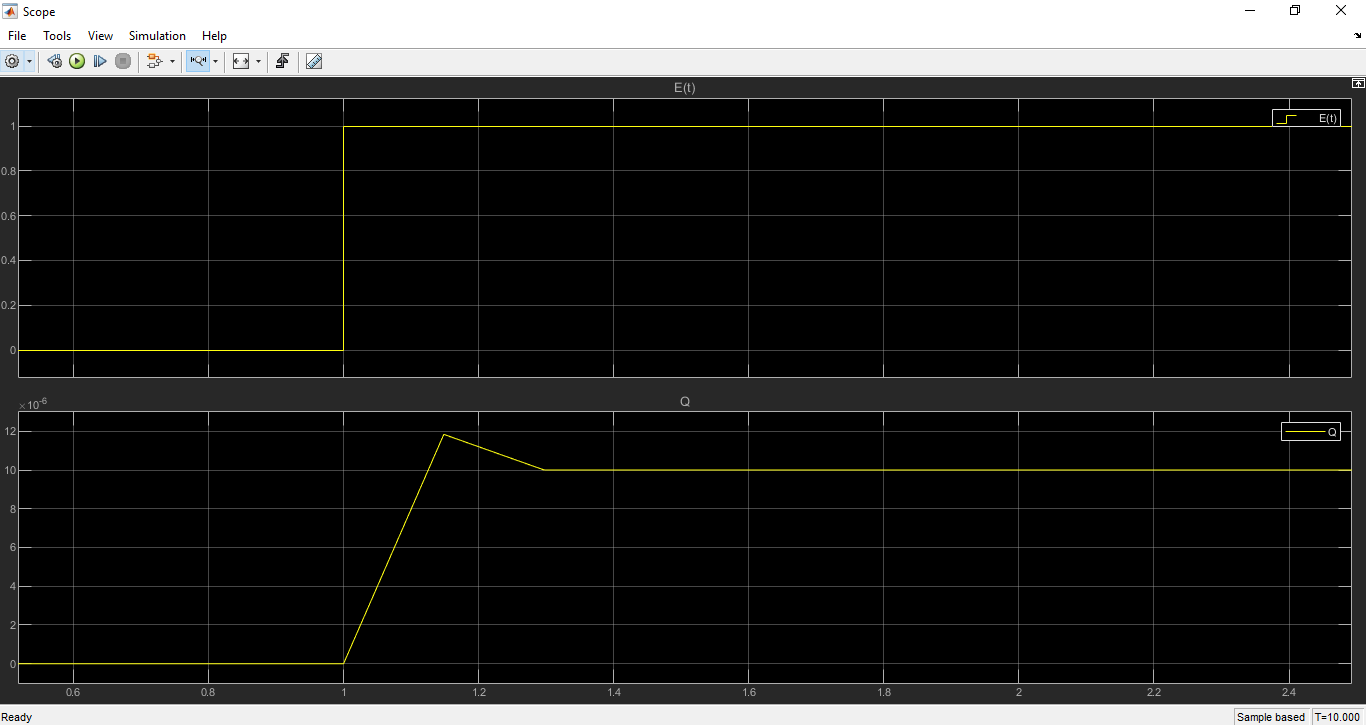 Scope
File Tools View Simulation Help
E(t)
E(t)
1
0.8
0.6
0.4
0.2
0
×10-6
Q
Q
12
10
8
6
4
2
0
0.6 0.8 1 1.2 1.4 1.6 1.8 2 2.2 2.4
Ready Sample based T=10.000